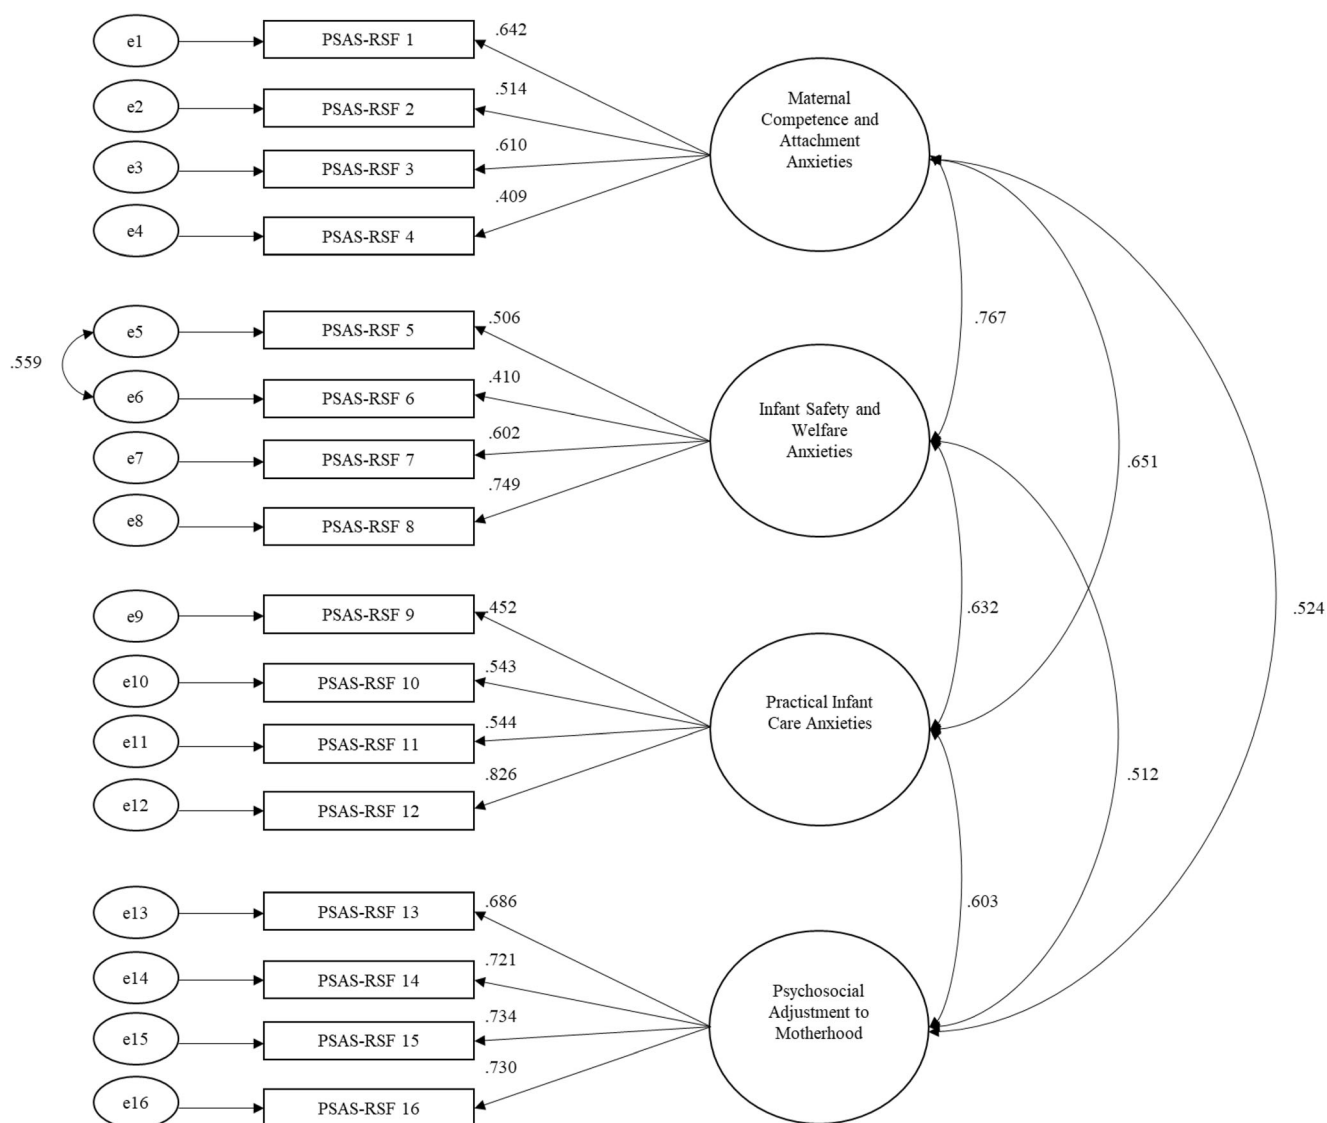 e1
PSAS-RSF 1
.642
e2
PSAS-RSF 2
.514
e3
PSAS-RSF 3
.610
e4
PSAS-RSF 4
.409
Maternal
Competence and
Attachment
Anxieties
.559
e5
PSAS-RSF 5
.506
e6
PSAS-RSF 6
.410
e7
PSAS-RSF 7
.602
e8
PSAS-RSF 8
.749
Infant Safety and
Welfare
Anxieties
.767
.651
e9
PSAS-RSF 9
.452
e10
PSAS-RSF 10
.543
e11
PSAS-RSF 11
.544
e12
PSAS-RSF 12
.826
Practical Infant
Care Anxieties
.632
.524
.512
e13
PSAS-RSF 13
.686
e14
PSAS-RSF 14
.721
e15
PSAS-RSF 15
.734
e16
PSAS-RSF 16
.730
Psychosocial
Adjustment to
Motherhood
.603